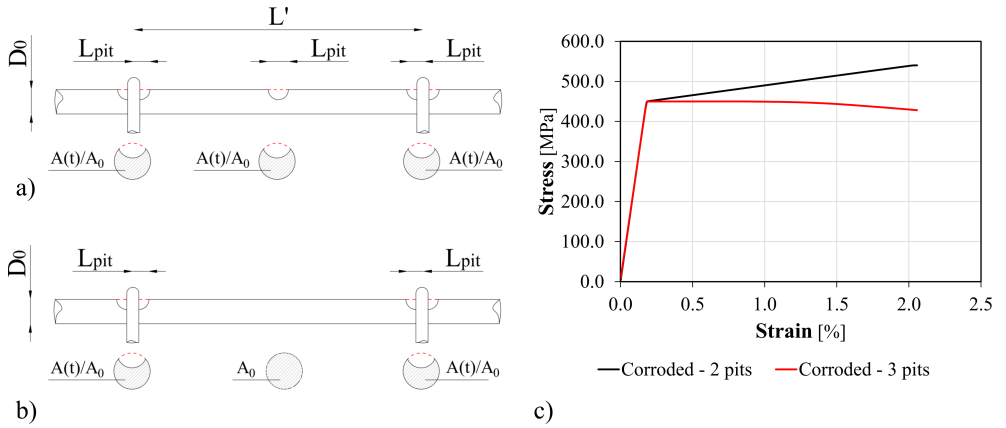 L'
Lpit Lpit Lpit
D0
A(t)/A0 A(t)/A0 A(t)/A0
a)
Lpit Lpit
D0
A(t)/A0 A0 A(t)/A0
b)
600.0
500.0
400.0
300.0
200.0
100.0
0.0
Stress [MPa]
0.0 0.5 1.0 1.5 2.0 2.5
Strain [%]
Corroded - 2 pits Corroded - 3 pits
c)